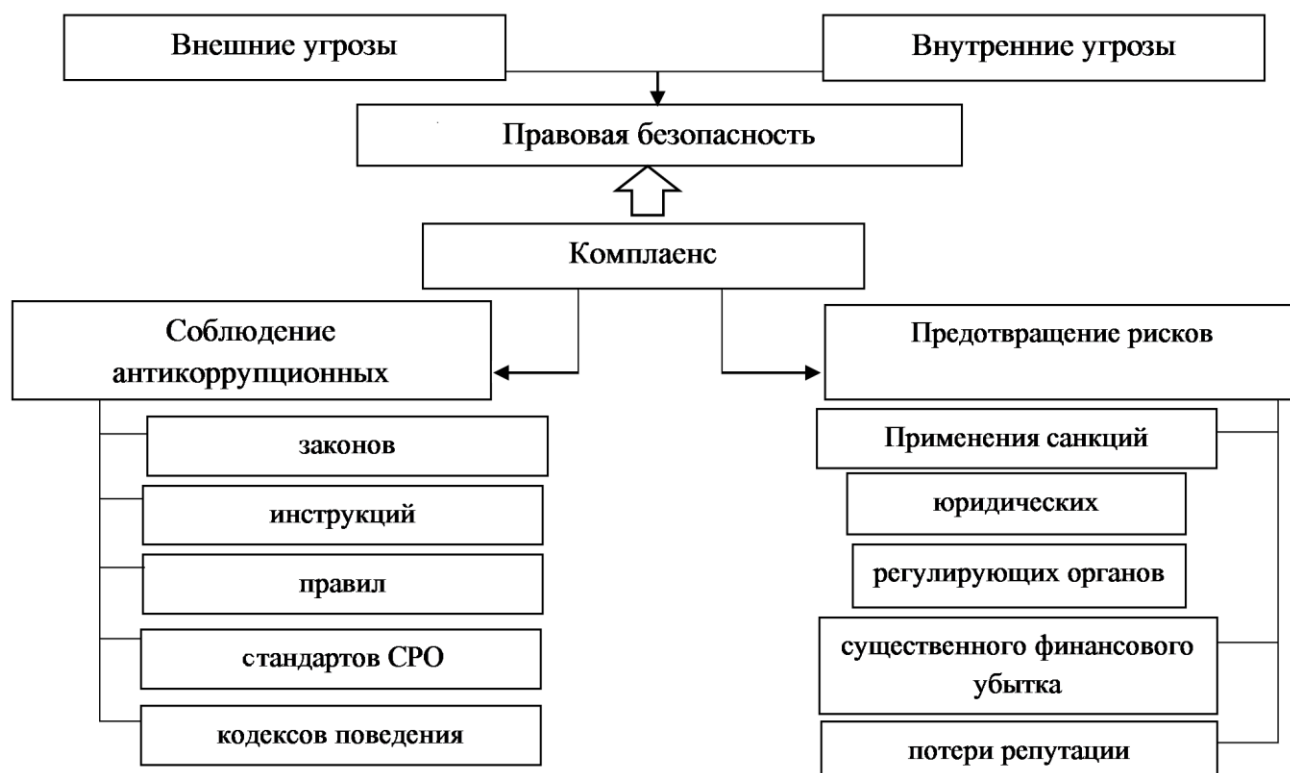 Внешние угрозы
Внутренние угрозы
Правовая безопасность
Комплаенс
Соблюдение
антикоррупционных
законов
инструкций
правил
стандартов СРО
кодексов поведения
Предотвращение рисков
Применения санкций
юридических
регулирующих органов
существенного финансового
убытка
потери репутации